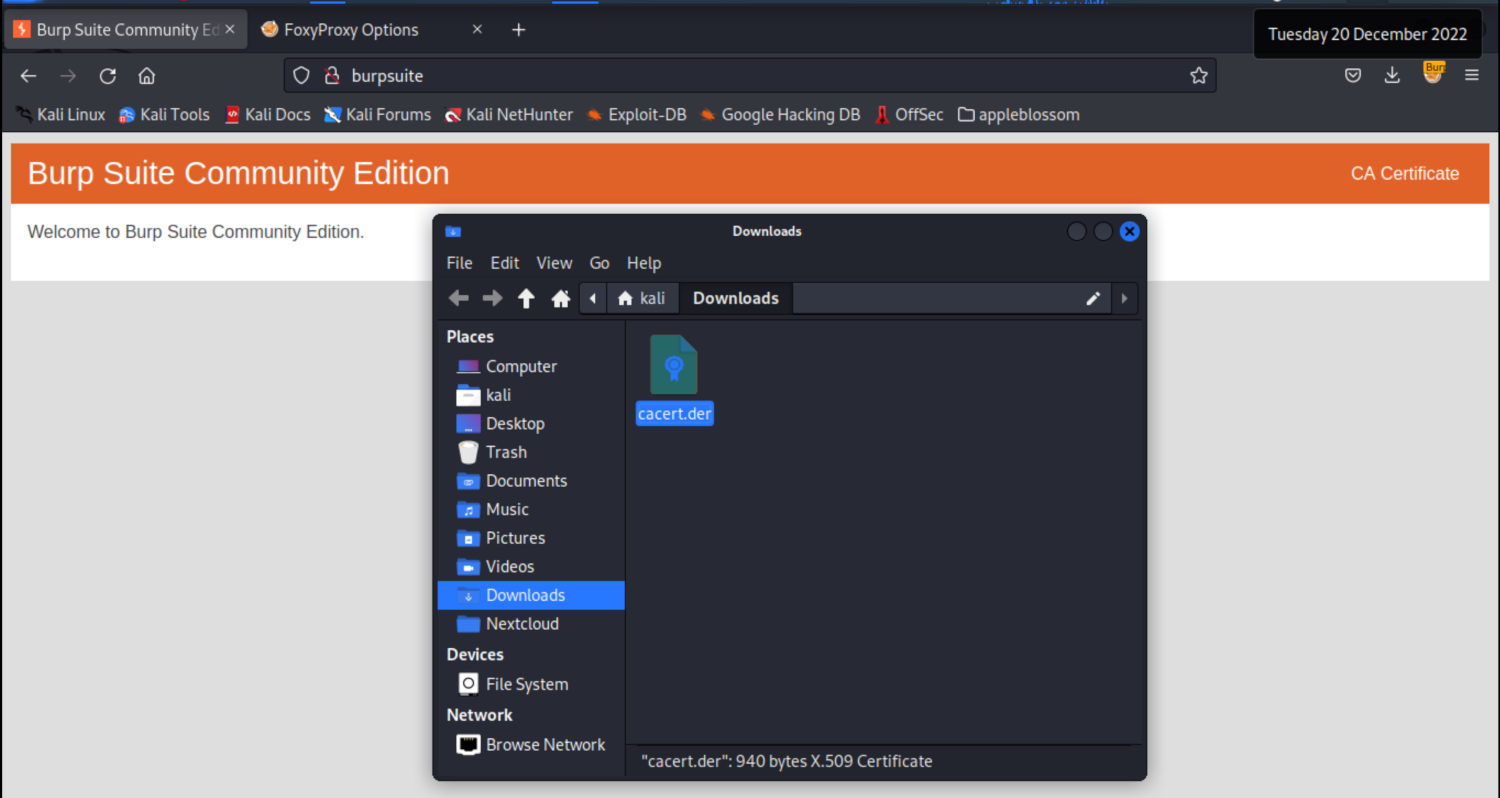 Burp Suite Community Ed
FoxyProxy Options
Tuesday 20 December 2022
burpsuite
Bur
Kali Linux Kali Tools Kali Docs Kali Forums Kali NetHunter Exploit-DB Google Hacking DB OffSec appleblossom
Burp Suite Community Edition
CA Certificate
Welcome to Burp Suite Community Edition.
Downloads
File Edit View Go Help
kali Downloads
Places
Computer
kali
Desktop
Trash
Documents
Music
Pictures
Videos
Downloads
Nextcloud
Devices
File System
Network
Browse Network
cacert.der
"cacert.der": 940 bytes X.509 Certificate